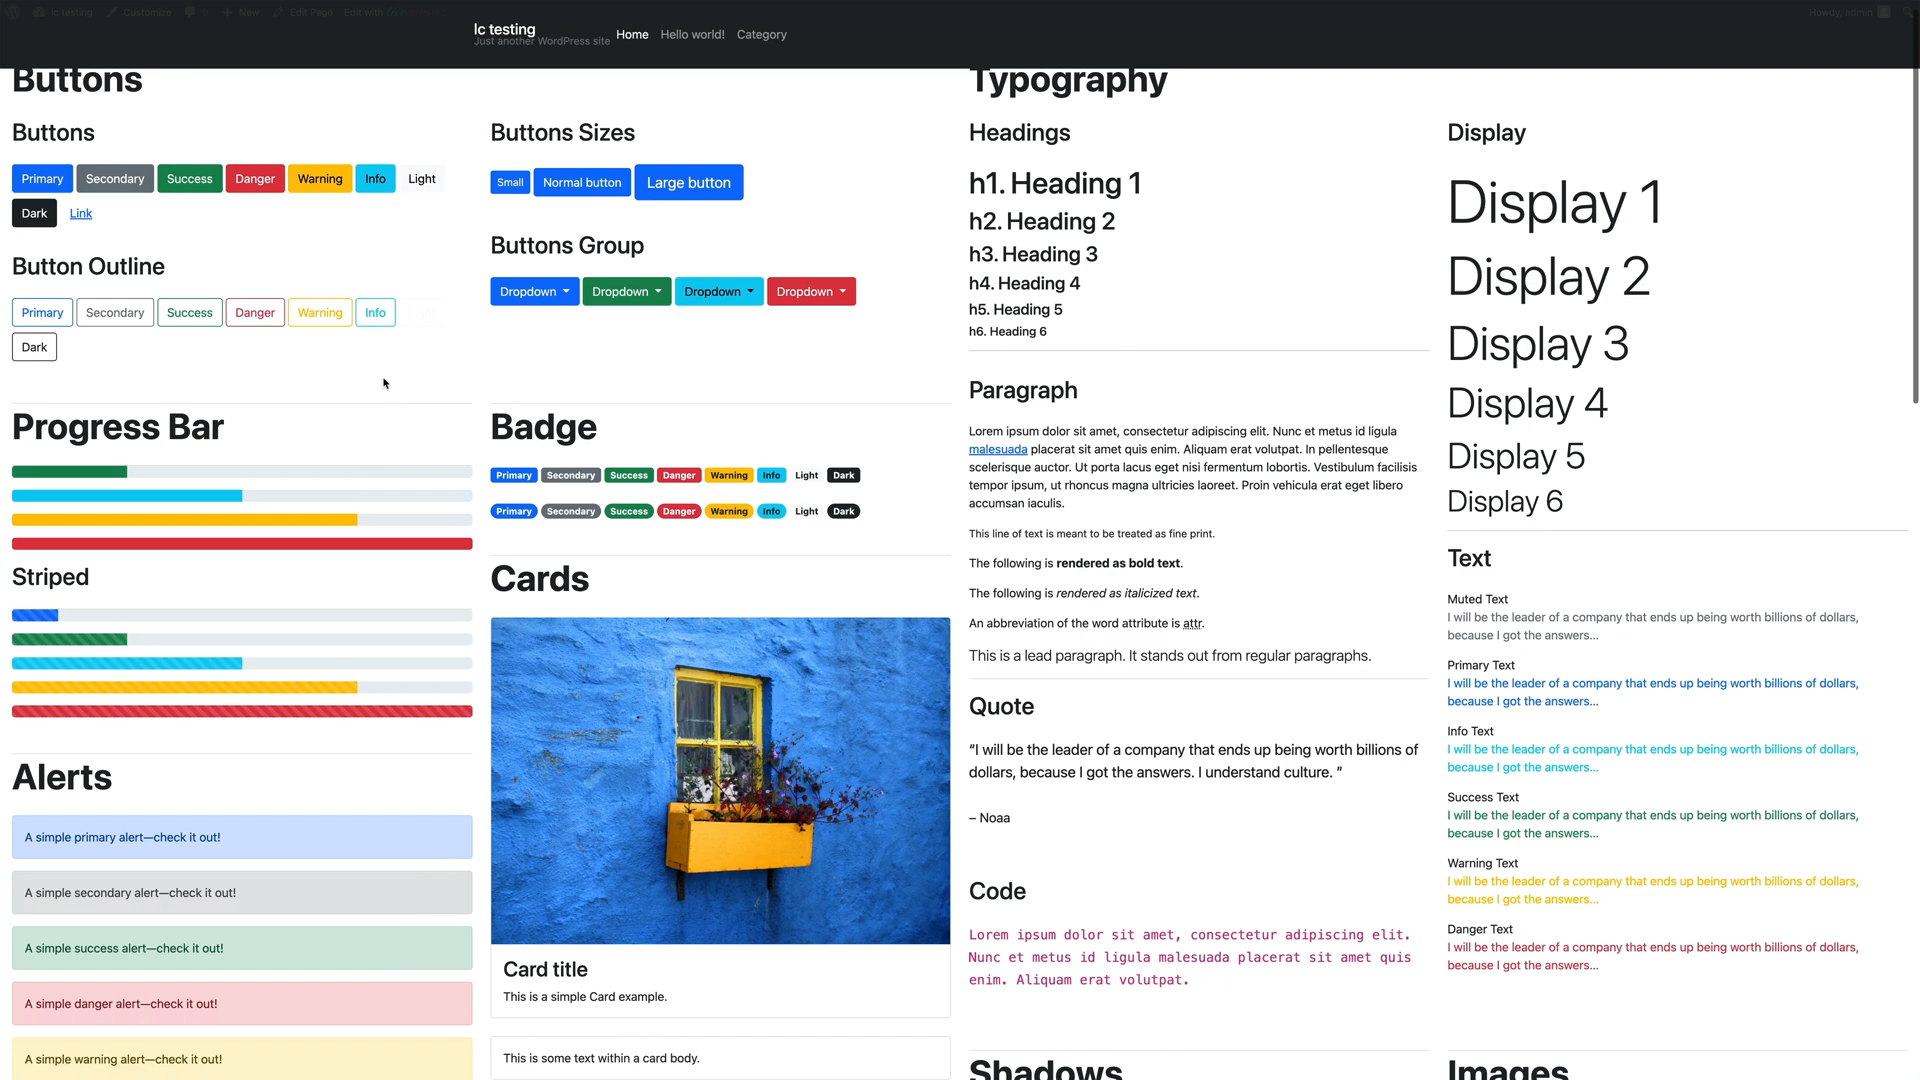 lc testing
Customize
0
New
Edit Page
Edit with
Howdy, admin
lc testing
Just another WordPress site
Home
Hello world!
Category
Buttons
Buttons
Primary
Secondary
Success
Danger
Warning
Info
Light
Dark
Link
Button Outline
Primary
Secondary
Success
Danger
Warning
Info
Dark
Buttons Sizes
Small
Normal button
Large button
Buttons Group
Dropdown
Dropdown
Dropdown
Dropdown
Progress Bar
Striped
Alerts
A simple primary alert—check it out!
A simple secondary alert—check it out!
A simple success alert—check it out!
A simple danger alert—check it out!
A simple warning alert—check it out!
Badge
Primary
Secondary
Success
Danger
Warning
Info
Light
Dark
Primary
Secondary
Success
Danger
Warning
Info
Light
Dark
Cards
Card title
This is a simple Card example.
This is some text within a card body.
Typography
Headings
h1. Heading 1
h2. Heading 2
h3. Heading 3
h4. Heading 4
h5. Heading 5
h6. Heading 6
Paragraph
Lorem ipsum dolor sit amet, consectetur adipiscing elit. Nunc et metus id ligula
malesuada placerat sit amet quis enim. Aliquam erat volutpat. In pellentesque
scelerisque auctor. Ut porta lacus eget nisi fermentum lobortis. Vestibulum facilisis
tempor ipsum, ut rhoncus magna ultricies laoreet. Proin vehicula erat eget libero
accumsan iaculis.
This line of text is meant to be treated as fine print.
The following is rendered as bold text.
The following is rendered as italicized text.
An abbreviation of the word attribute is attr.
This is a lead paragraph. It stands out from regular paragraphs.
Quote
“I will be the leader of a company that ends up being worth billions of
dollars, because I got the answers. I understand culture. ”
– Noaa
Code
Lorem ipsum dolor sit amet, consectetur adipiscing elit.
Nunc et metus id ligula malesuada placerat sit amet quis
enim. Aliquam erat volutpat.
Shadows
Display
Display 1
Display 2
Display 3
Display 4
Display 5
Display 6
Text
Muted Text
I will be the leader of a company that ends up being worth billions of dollars,
because I got the answers...
Primary Text
I will be the leader of a company that ends up being worth billions of dollars,
because I got the answers...
Info Text
I will be the leader of a company that ends up being worth billions of dollars,
because I got the answers...
Success Text
I will be the leader of a company that ends up being worth billions of dollars,
because I got the answers...
Warning Text
I will be the leader of a company that ends up being worth billions of dollars,
because I got the answers...
Danger Text
I will be the leader of a company that ends up being worth billions of dollars,
because I got the answers...
Images